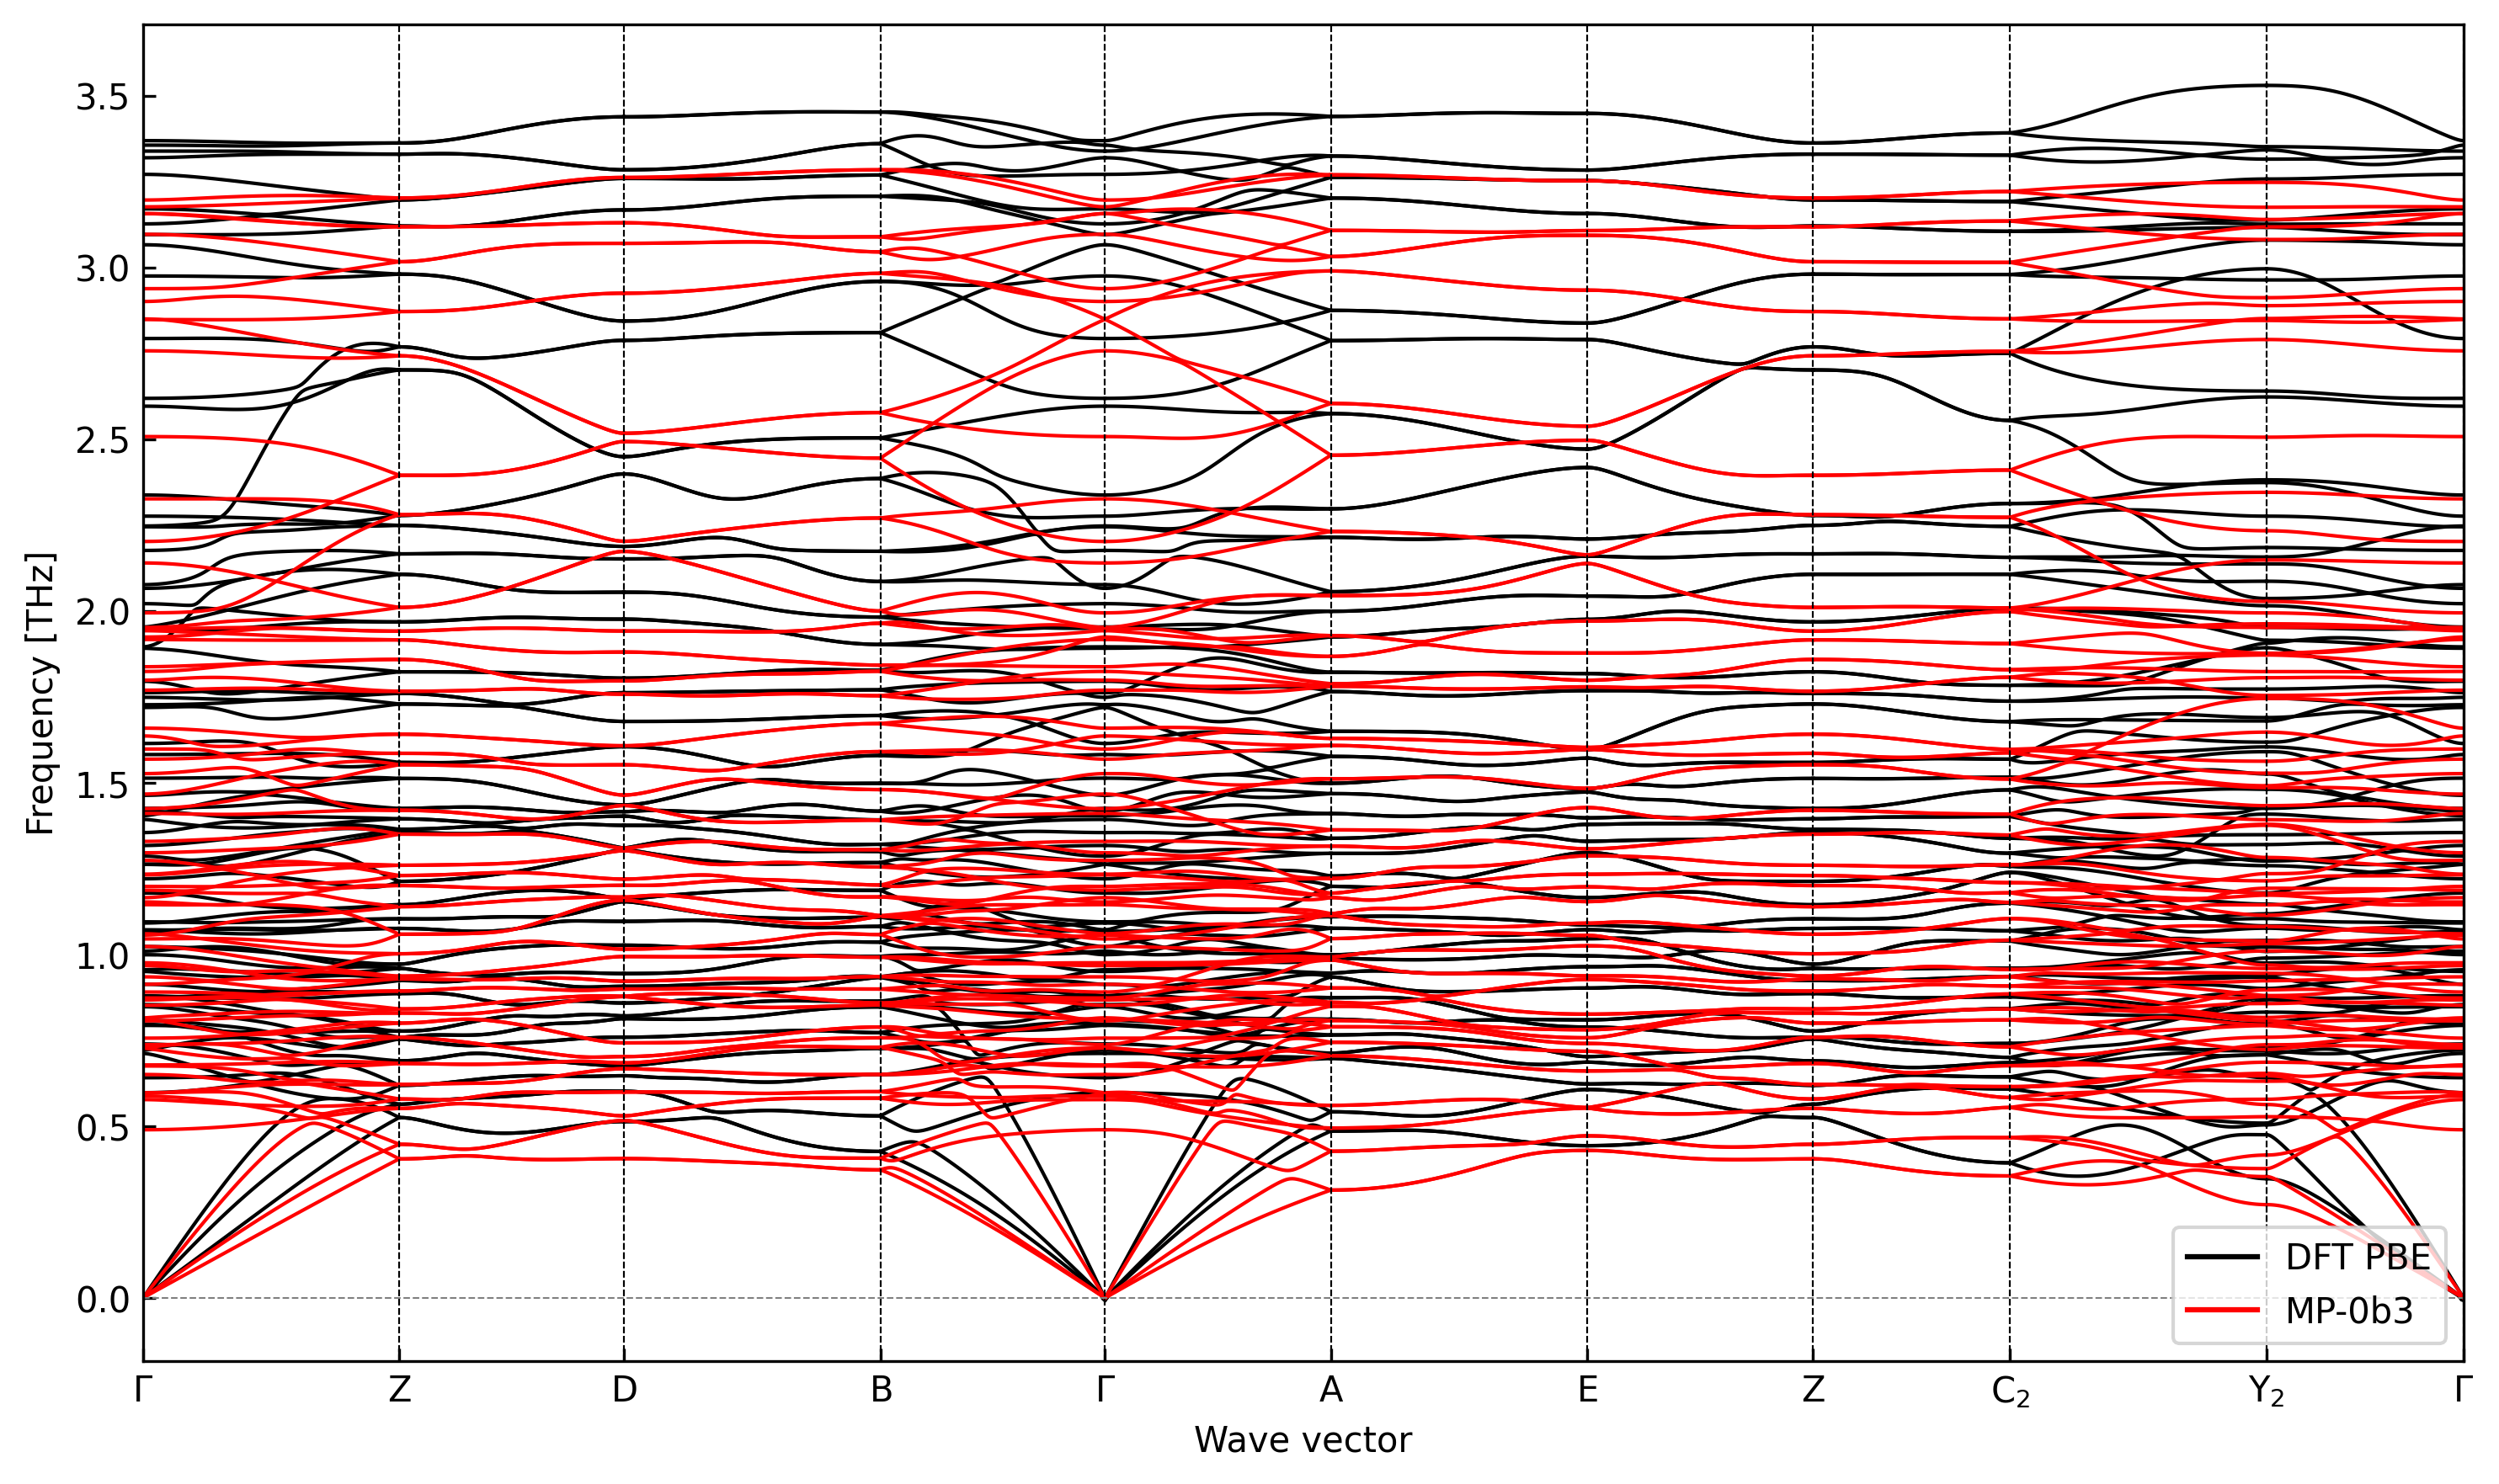 3.5
3.0
2.5
2.0
1.5
1.0
0.5
0.0
Frequency [THz]
DFT PBE
MP-0b3
Γ Z D B Γ A E Z C₂ Y₂ Γ
Wave vector